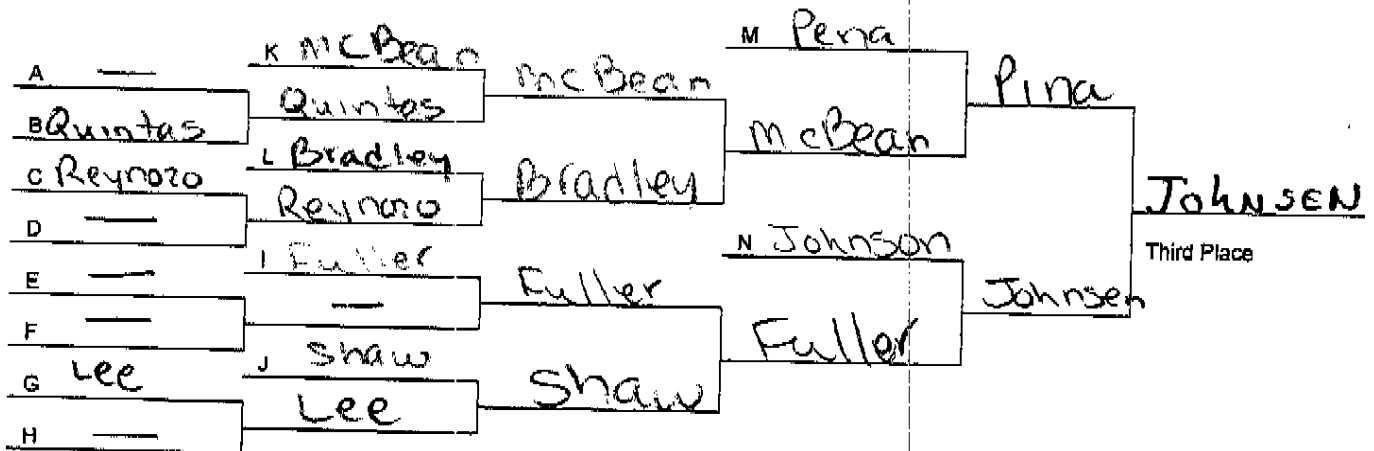 A —
B Quintas
C Reynozo
D —
E —
F —
G Lee
H —
K McBean
Quintas
L Bradley
Reynozo
I Fuller
—
J Shaw
Lee
McBean
Bradley
Fuller
Shaw
M Pena
McBean
N Johnson
Fuller
Pina
Johnsen
JOHNSEN
Third Place